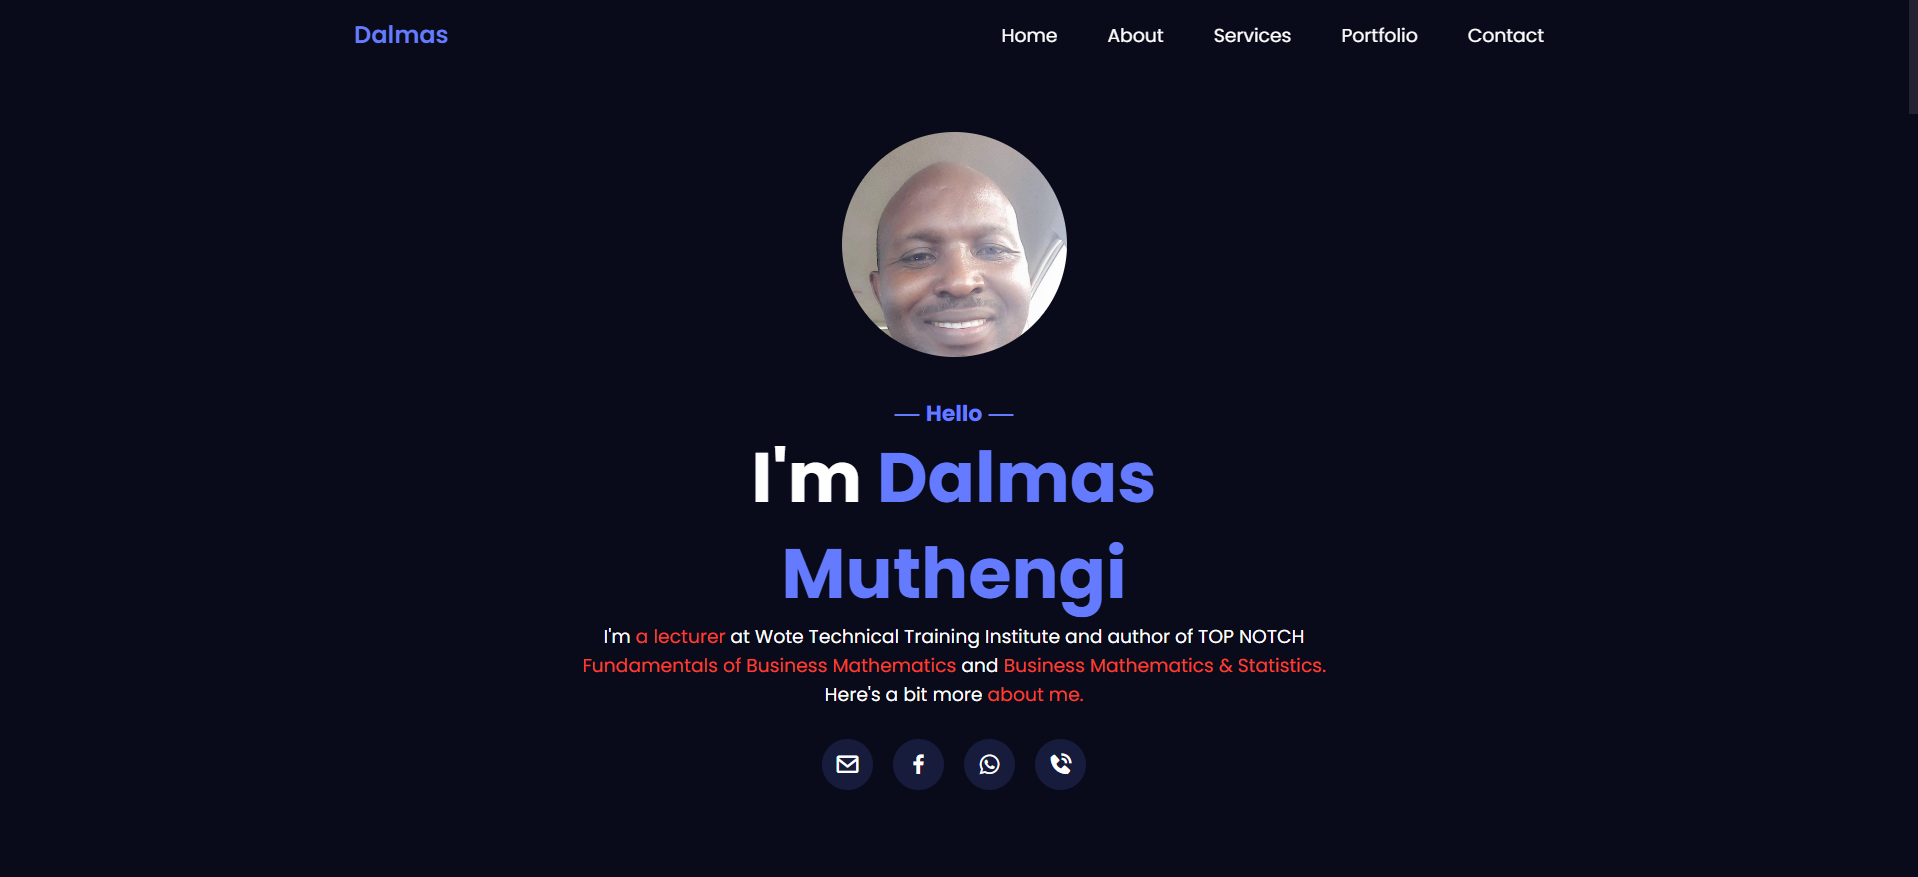 Dalmas
Home About Services Portfolio Contact
Hello
I'm Dalmas
Muthengi
I'm a lecturer at Wote Technical Training Institute and author of TOP NOTCH
Fundamentals of Business Mathematics and Business Mathematics & Statistics.
Here's a bit more about me.